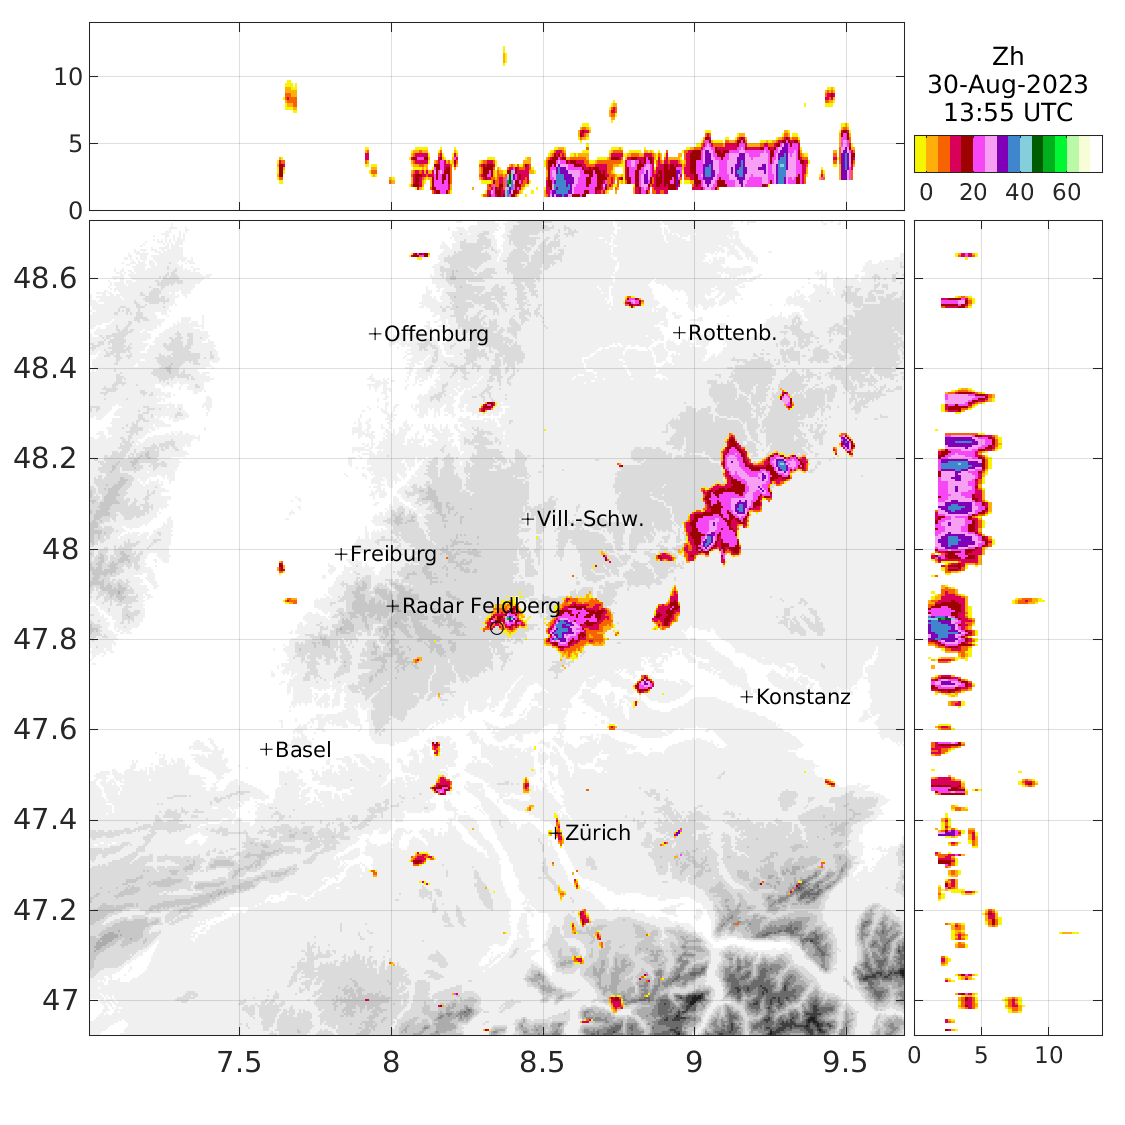 10
5
0
Zh
30-Aug-2023
13:55 UTC
0 20 40 60
48.6
48.4
48.2
48
47.8
47.6
47.4
47.2
47
+Offenburg
+Rottenb.
+Vill.-Schw.
+Freiburg
+Radar Feldberg
+Konstanz
+Basel
+Zürich
7.5 8 8.5 9 9.5
0 5 10